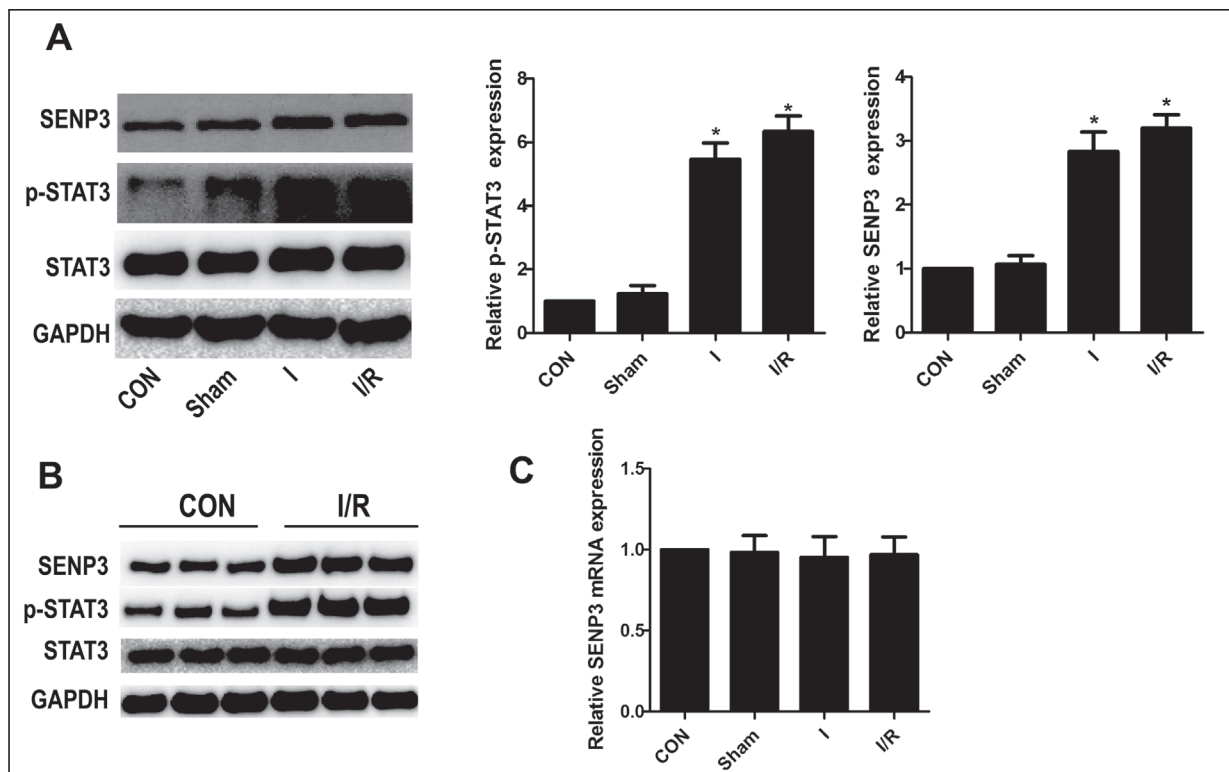 A
SENP3
p-STAT3
STAT3
GAPDH
CON Sham I I/R
Relative p-STAT3 expression
8
6
4
2
0
* *
CON Sham I I/R
Relative SENP3 expression
4
3
2
1
0
* *
CON Sham I I/R
B
CON I/R
SENP3
p-STAT3
STAT3
GAPDH
C
Relative SENP3 mRNA expression
1.5
1.0
0.5
0.0
CON Sham I I/R